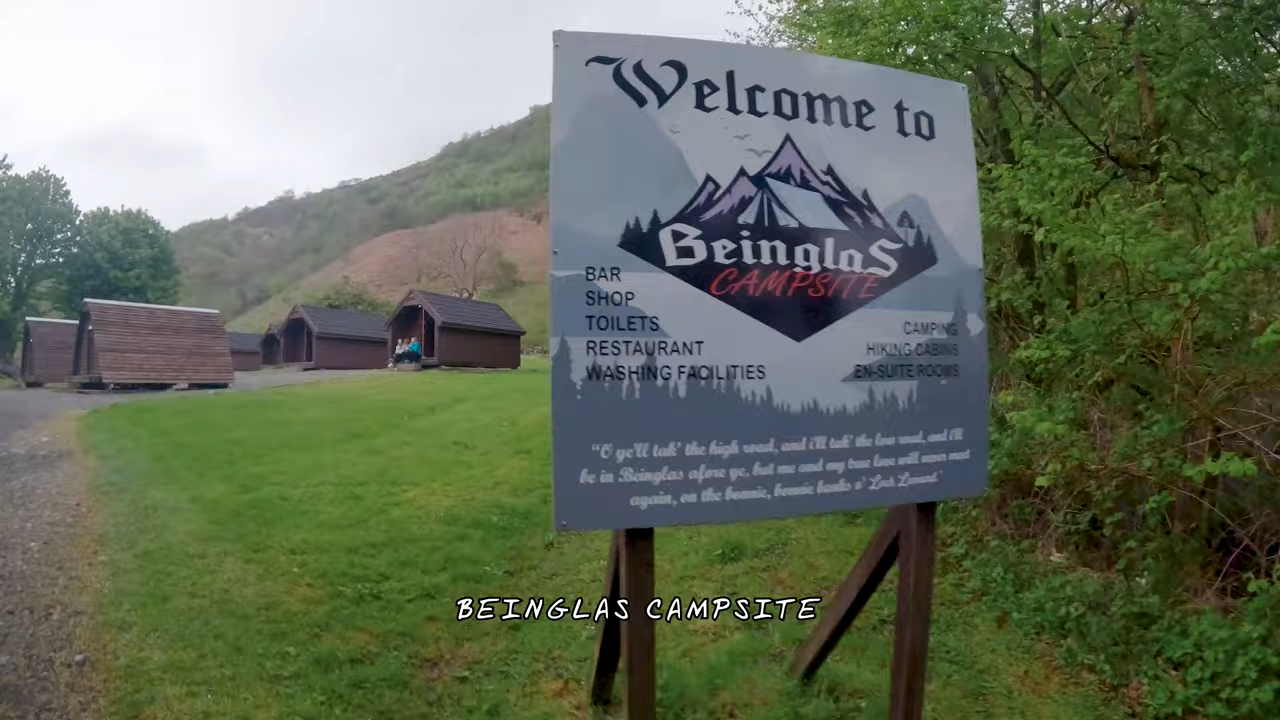 Welcome to
BeinglaS
CAMPSITE
BAR
SHOP
TOILETS
RESTAURANT
WASHING FACILITIES
CAMPING
HIKING CABINS
EN-SUITE ROOMS
"O ye'll tak' the high road, and i'll tak' the low road, and i'll
be in Beinglas afore ye, but me and my true love will never meet
again, on the bonnie, bonnie banks o' Loch Lomond"
BEINGLAS CAMPSITE